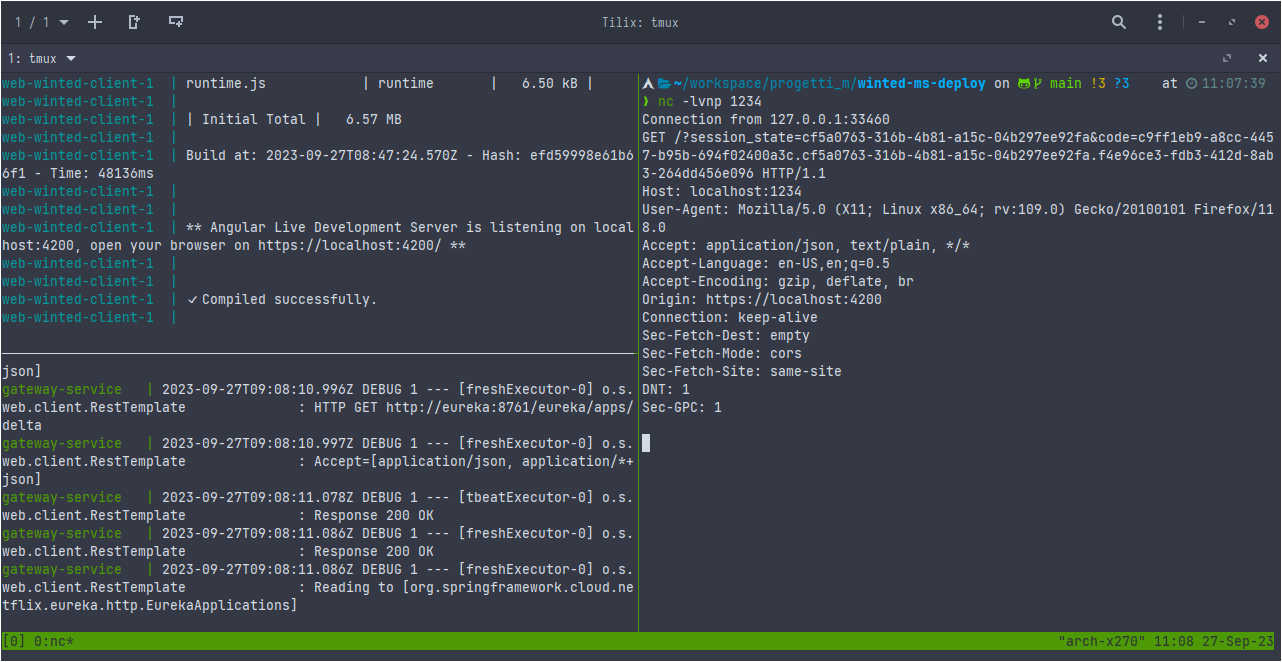 1 / 1
Tilix: tmux
1: tmux
web-winted-client-1 | runtime.js | runtime | 6.50 kB |
web-winted-client-1 |
web-winted-client-1 | | Initial Total | 6.57 MB
web-winted-client-1 |
web-winted-client-1 | Build at: 2023-09-27T08:47:24.570Z - Hash: efd59998e61b6
6f1 - Time: 48136ms
web-winted-client-1 |
web-winted-client-1 |
web-winted-client-1 | ** Angular Live Development Server is listening on local
host:4200, open your browser on https://localhost:4200/ **
web-winted-client-1 |
web-winted-client-1 |
web-winted-client-1 | ✓ Compiled successfully.
web-winted-client-1 |
json]
gateway-service | 2023-09-27T09:08:10.996Z DEBUG 1 --- [freshExecutor-0] o.s.
web.client.RestTemplate : HTTP GET http://eureka:8761/eureka/apps/
delta
gateway-service | 2023-09-27T09:08:10.997Z DEBUG 1 --- [freshExecutor-0] o.s.
web.client.RestTemplate : Accept=[application/json, application/*+
json]
gateway-service | 2023-09-27T09:08:11.078Z DEBUG 1 --- [tbeatExecutor-0] o.s.
web.client.RestTemplate : Response 200 OK
gateway-service | 2023-09-27T09:08:11.086Z DEBUG 1 --- [freshExecutor-0] o.s.
web.client.RestTemplate : Response 200 OK
gateway-service | 2023-09-27T09:08:11.086Z DEBUG 1 --- [freshExecutor-0] o.s.
web.client.RestTemplate : Reading to [org.springframework.cloud.ne
tflix.eureka.http.EurekaApplications]
~/workspace/progetti_m/winted-ms-deploy on main !3 ?3 at 11:07:39
❯ nc -lvnp 1234
Connection from 127.0.0.1:33460
GET /?session_state=cf5a0763-316b-4b81-a15c-04b297ee92fa&code=c9ff1eb9-a8cc-445
7-b95b-694f02400a3c.cf5a0763-316b-4b81-a15c-04b297ee92fa.f4e96ce3-fdb3-412d-8ab
3-264dd456e096 HTTP/1.1
Host: localhost:1234
User-Agent: Mozilla/5.0 (X11; Linux x86_64; rv:109.0) Gecko/20100101 Firefox/11
8.0
Accept: application/json, text/plain, */*
Accept-Language: en-US,en;q=0.5
Accept-Encoding: gzip, deflate, br
Origin: https://localhost:4200
Connection: keep-alive
Sec-Fetch-Dest: empty
Sec-Fetch-Mode: cors
Sec-Fetch-Site: same-site
DNT: 1
Sec-GPC: 1
[0] 0:nc* "arch-x270" 11:08 27-Sep-23